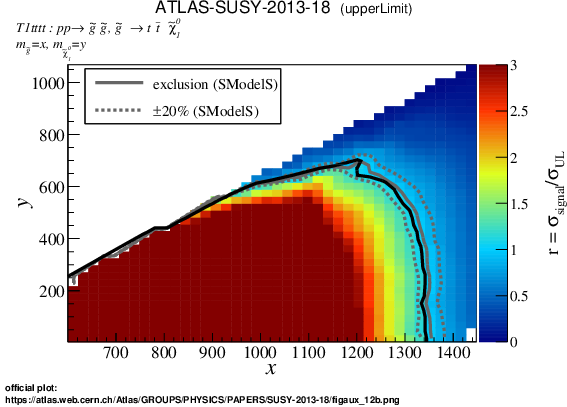 ATLAS-SUSY-2013-18 (upperLimit)
T1tttt : pp → g̃ g̃, g̃ → t t̄ χ̃₁⁰
m_g̃=x, m_χ̃₁⁰=y
exclusion (SModelS)
±20% (SModelS)
1000
800
600
400
200
y
700 800 900 1000 1100 1200 1300 1400
x
3
2.5
2
1.5
1
0.5
0
r = σ_signal/σ_UL
official plot:
https://atlas.web.cern.ch/Atlas/GROUPS/PHYSICS/PAPERS/SUSY-2013-18/figaux_12b.png